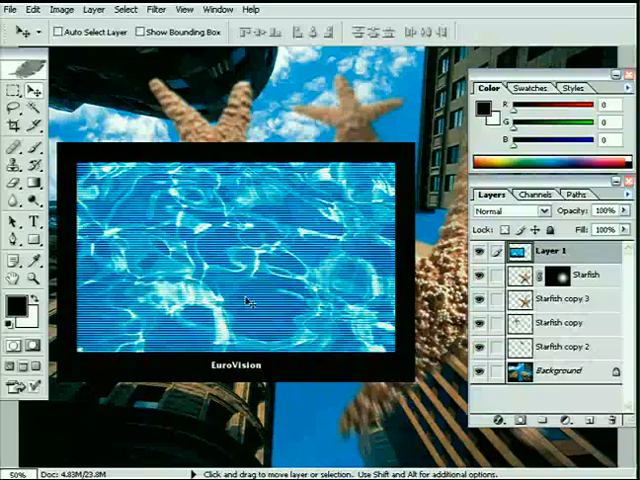 File Edit Image Layer Select Filter View Window Help
Auto Select Layer Show Bounding Box
Color Swatches Styles
R 0
G 0
B 0
Layers Channels Paths
Normal Opacity: 100%
Lock: Fill: 100%
Layer 1
Starfish
Starfish copy 3
Starfish copy
Starfish copy 2
Background
EuroVision
T
50% Doc: 4.83M/23.8M Click and drag to move layer or selection. Use Shift and Alt for additional options.